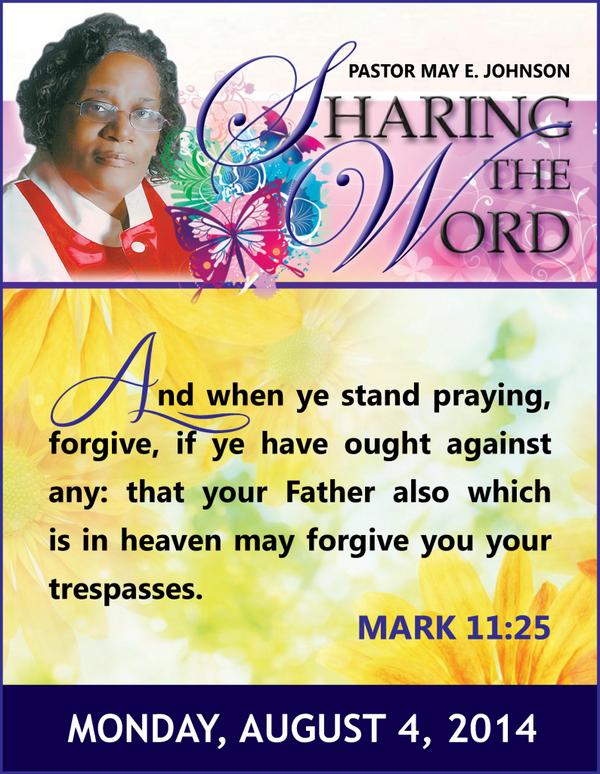 PASTOR MAY E. JOHNSON
SHARING
THE
WORD
And when ye stand praying,
forgive, if ye have ought against
any: that your Father also which
is in heaven may forgive you your
trespasses.
MARK 11:25
MONDAY, AUGUST 4, 2014